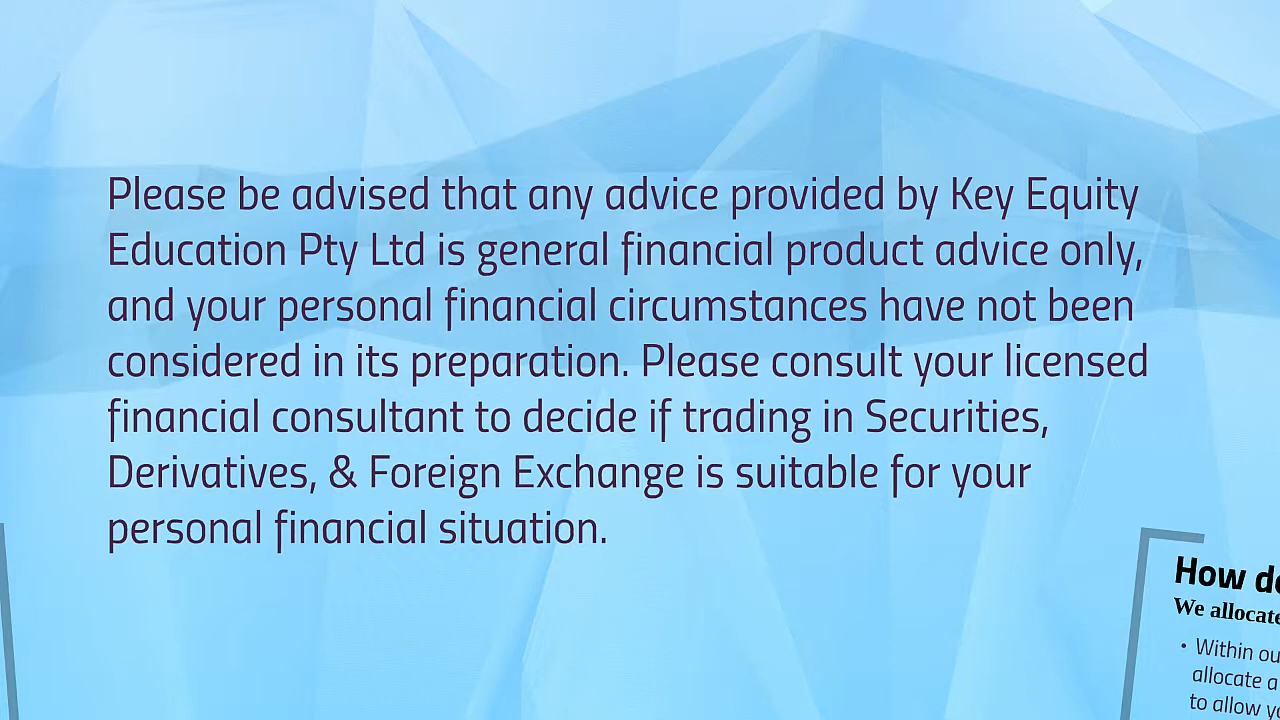 Please be advised that any advice provided by Key Equity
Education Pty Ltd is general financial product advice only,
and your personal financial circumstances have not been
considered in its preparation. Please consult your licensed
financial consultant to decide if trading in Securities,
Derivatives, & Foreign Exchange is suitable for your
personal financial situation.
How
We allocate
• Within
allocate a
to allow